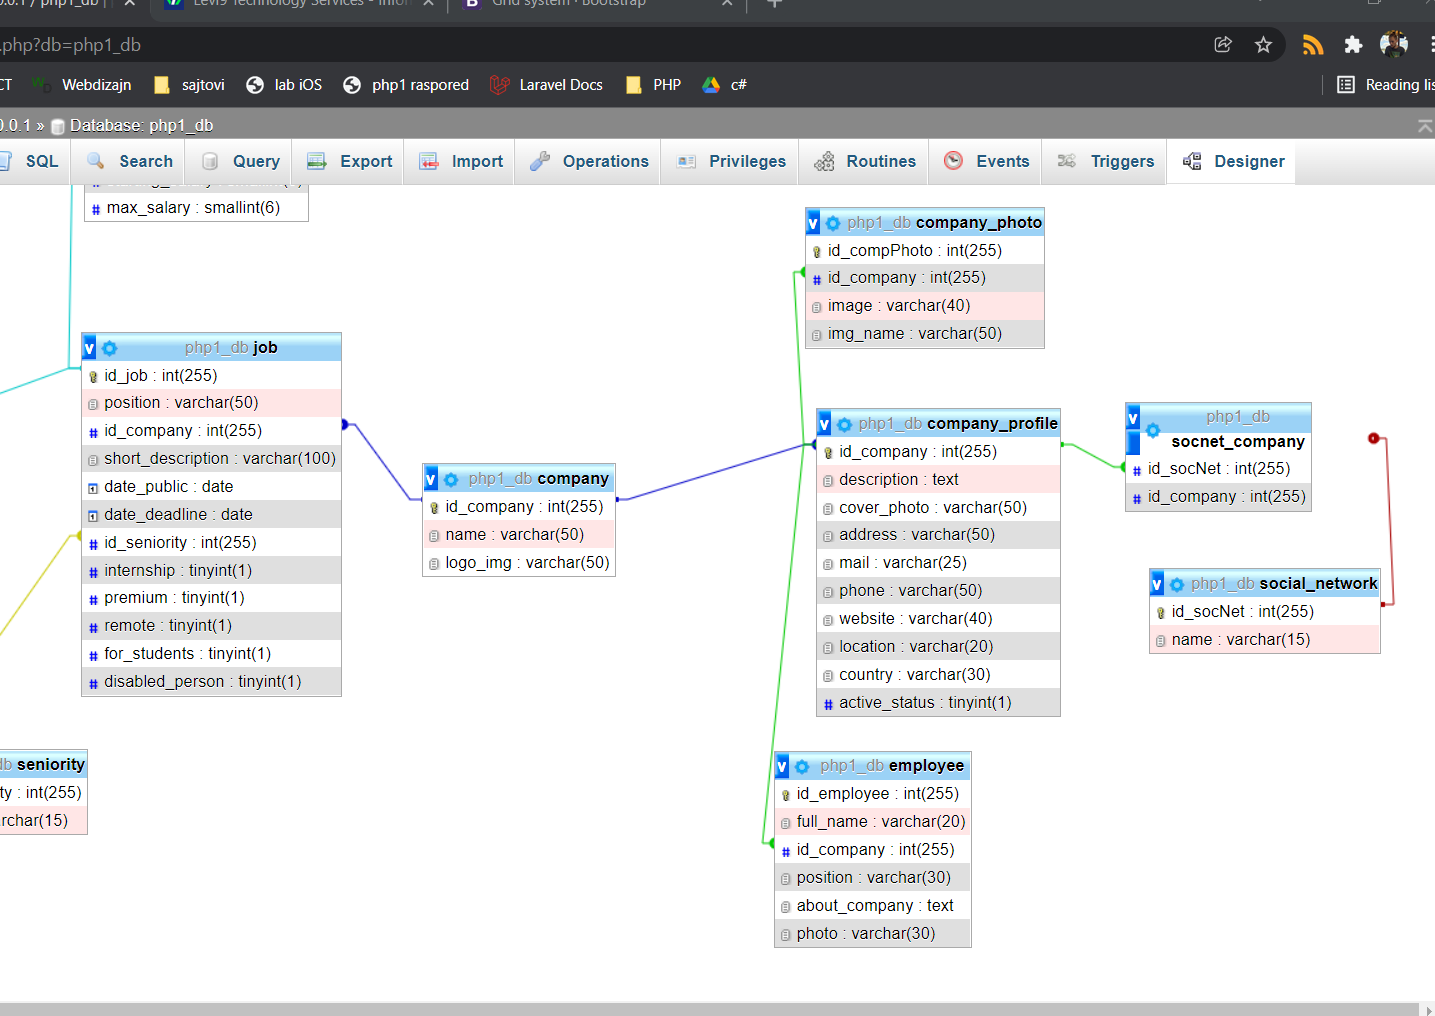 0.0.1 / php1_db |
Levi9 Technology Services - Infor
B Grid system · Bootstrap
.php?db=php1_db
CT
Webdizajn
sajtovi
lab iOS
php1 raspored
Laravel Docs
PHP
c#
Reading lis
0.0.1 » Database: php1_db
SQL
Search
Query
Export
Import
Operations
Privileges
Routines
Events
Triggers
Designer
# max_salary : smallint(6)
v php1_db company_photo
id_compPhoto : int(255)
# id_company : int(255)
image : varchar(40)
img_name : varchar(50)
v php1_db job
id_job : int(255)
position : varchar(50)
# id_company : int(255)
short_description : varchar(100)
date_public : date
date_deadline : date
# id_seniority : int(255)
# internship : tinyint(1)
# premium : tinyint(1)
# remote : tinyint(1)
# for_students : tinyint(1)
# disabled_person : tinyint(1)
v php1_db company
id_company : int(255)
name : varchar(50)
logo_img : varchar(50)
v php1_db company_profile
id_company : int(255)
description : text
cover_photo : varchar(50)
address : varchar(50)
mail : varchar(25)
phone : varchar(50)
website : varchar(40)
location : varchar(20)
country : varchar(30)
# active_status : tinyint(1)
v php1_db
socnet_company
# id_socNet : int(255)
# id_company : int(255)
v php1_db social_network
id_socNet : int(255)
name : varchar(15)
db seniority
ty : int(255)
rchar(15)
v php1_db employee
id_employee : int(255)
full_name : varchar(20)
# id_company : int(255)
position : varchar(30)
about_company : text
photo : varchar(30)